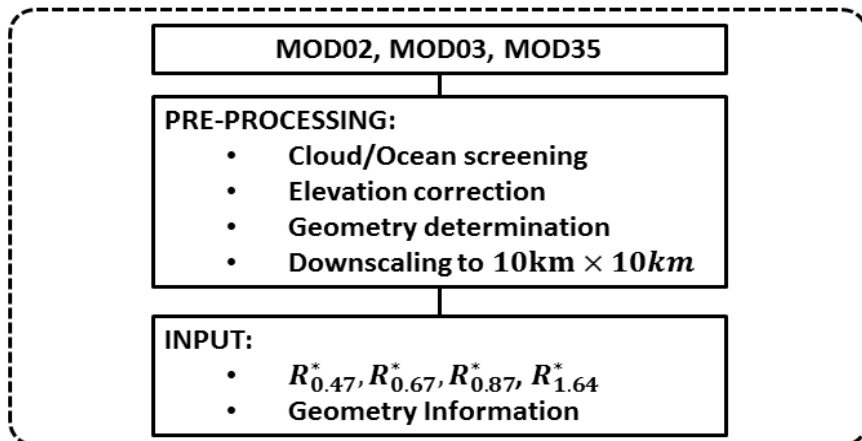 MOD02, MOD03, MOD35
PRE-PROCESSING:
• Cloud/Ocean screening
• Elevation correction
• Geometry determination
• Downscaling to 10km × 10km
INPUT:
• R*0.47, R*0.67, R*0.87, R*1.64
• Geometry Information